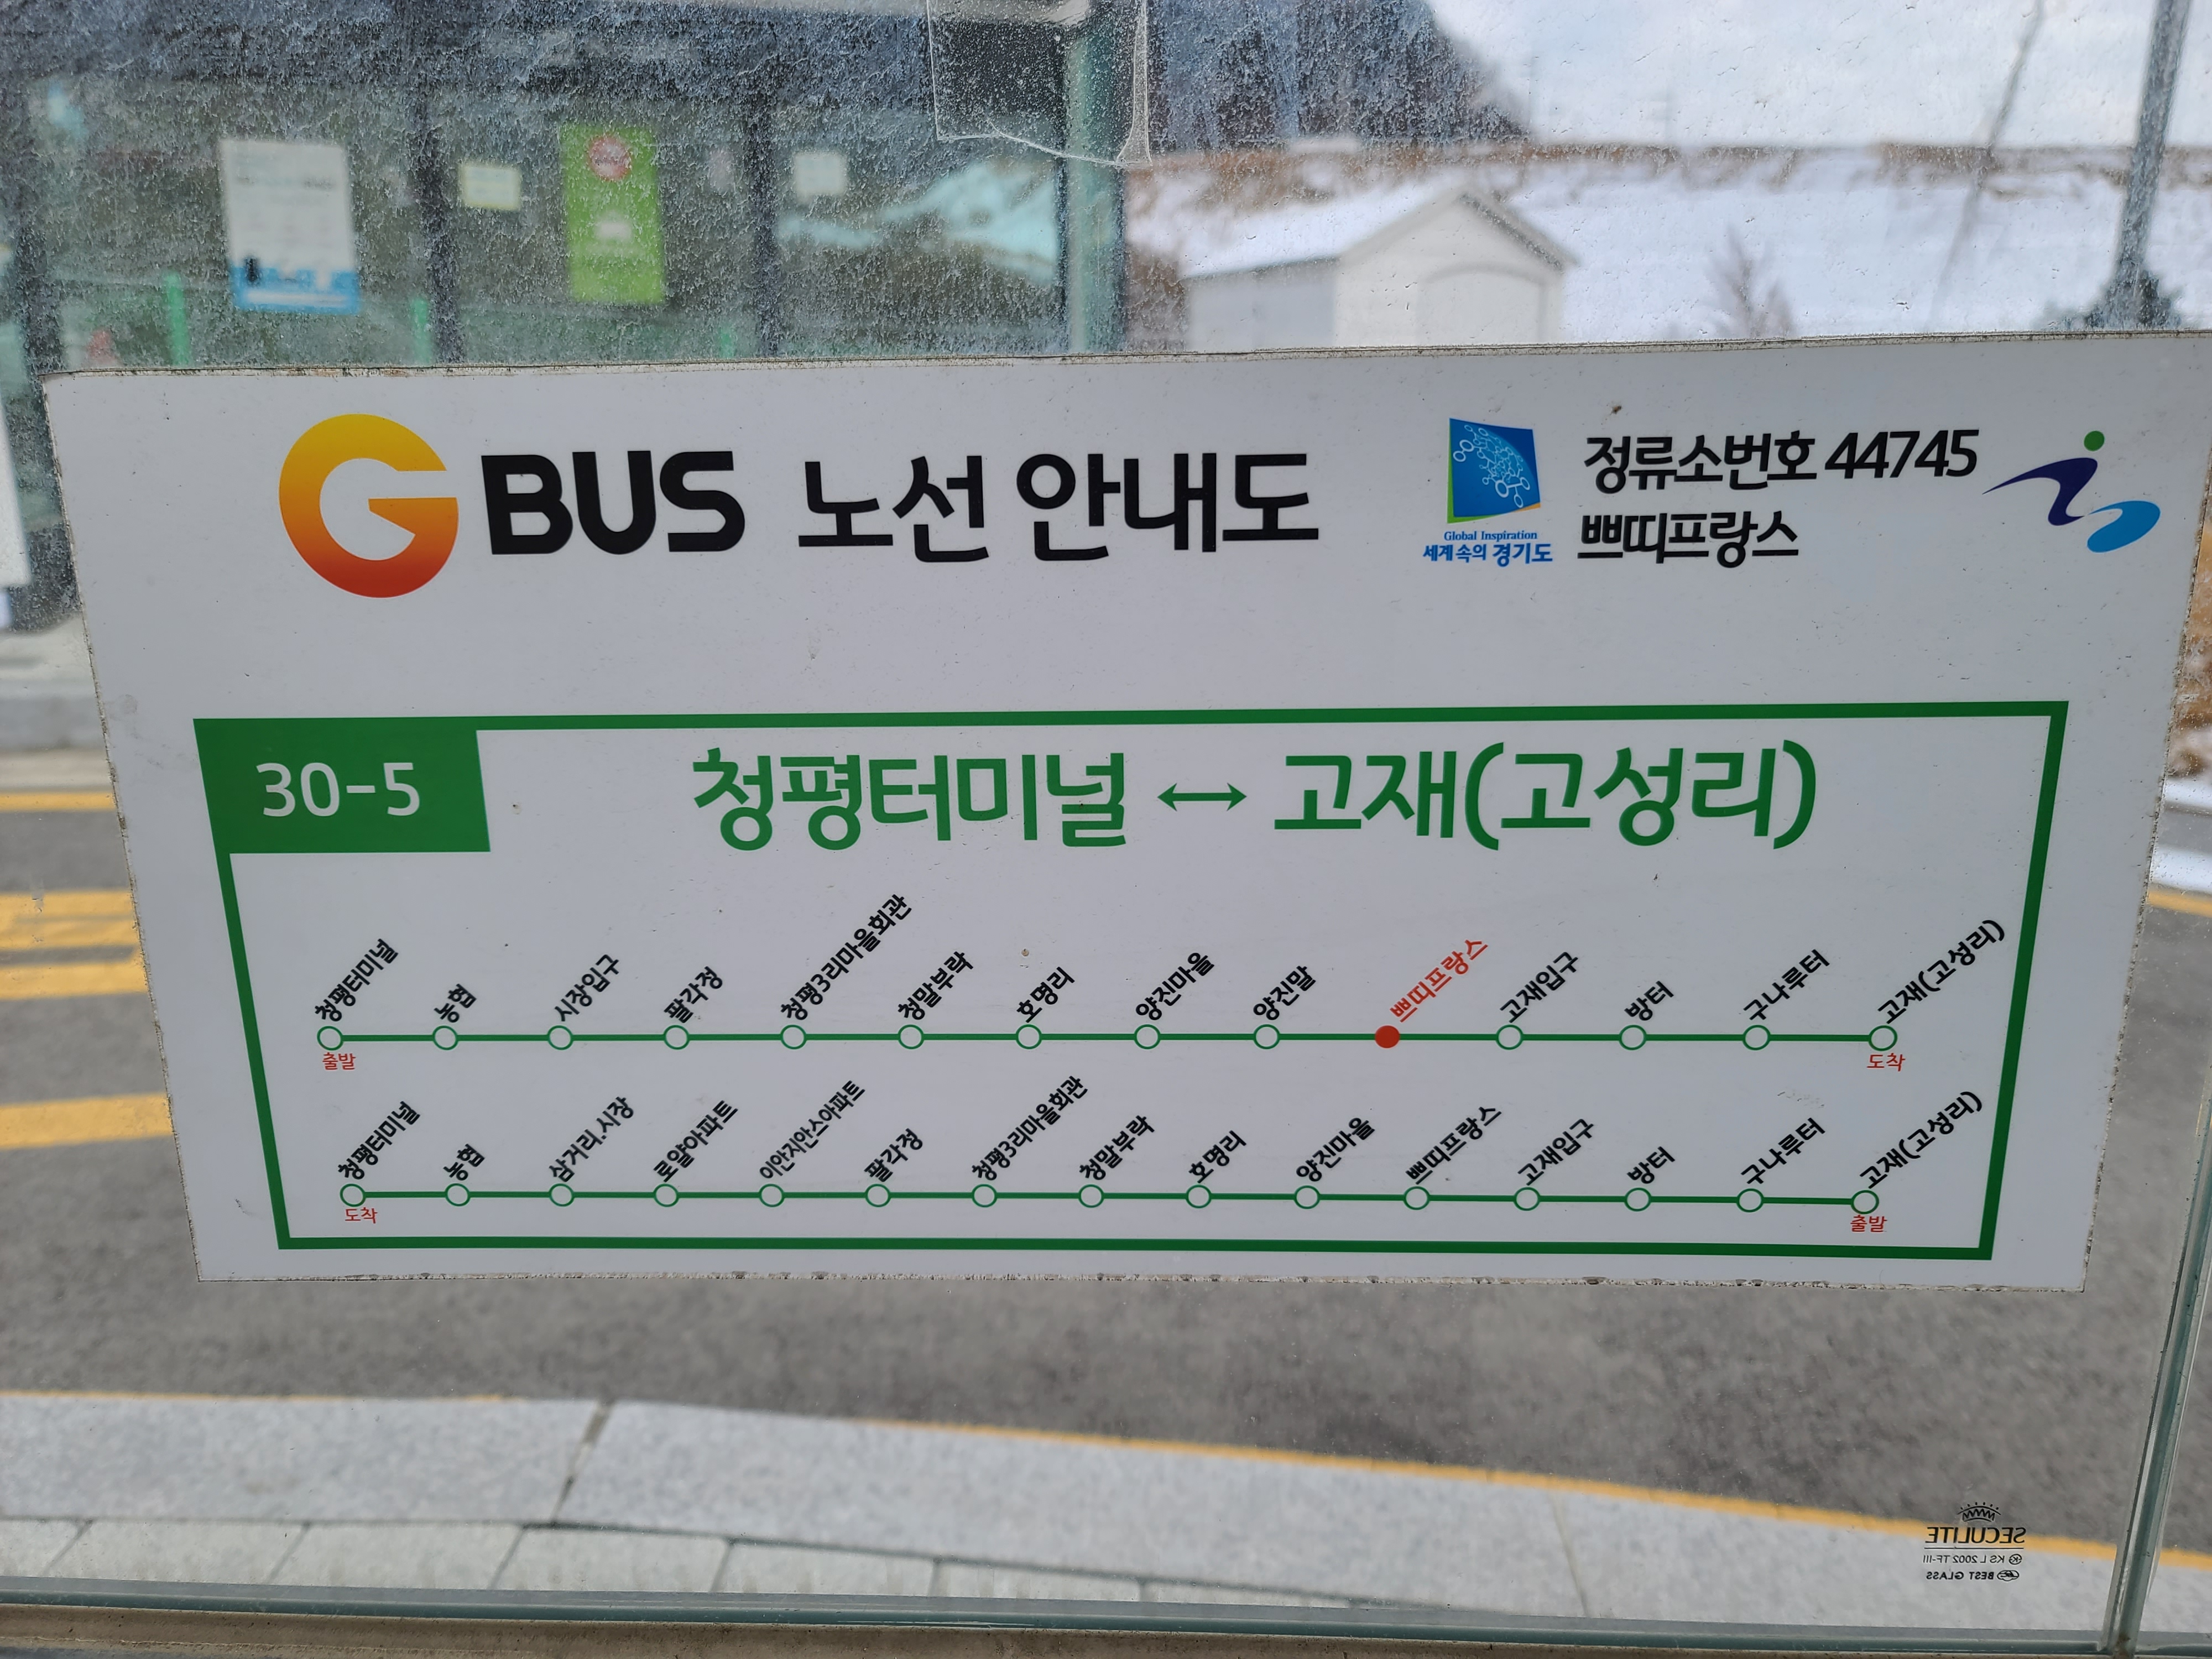 G BUS 노선 안내도
Global Inspiration
세계 속의 경기도
정류소번호 44745
쁘띠프랑스
30-5
청평터미널 ↔ 고재(고성리)
청평터미널 농협 시장입구 팔각정 청평3리마을회관 청말부락 호명리 양진마을 양진말 쁘띠프랑스 고재입구 방터 구나루터 고재(고성리)
출발 도착
청평터미널 농협 삼거리.시장 로얄아파트 이안지안스아파트 팔각정 청평3리마을회관 청말부락 호명리 양진마을 쁘띠프랑스 고재입구 방터 구나루터 고재(고성리)
도착 출발
SECULITE
KS L 2002 TF-III
BEST GLASS